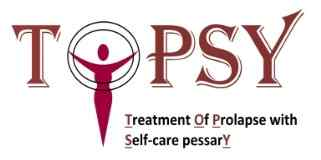 TOPSY
Treatment Of Prolapse with
Self-care pessarY